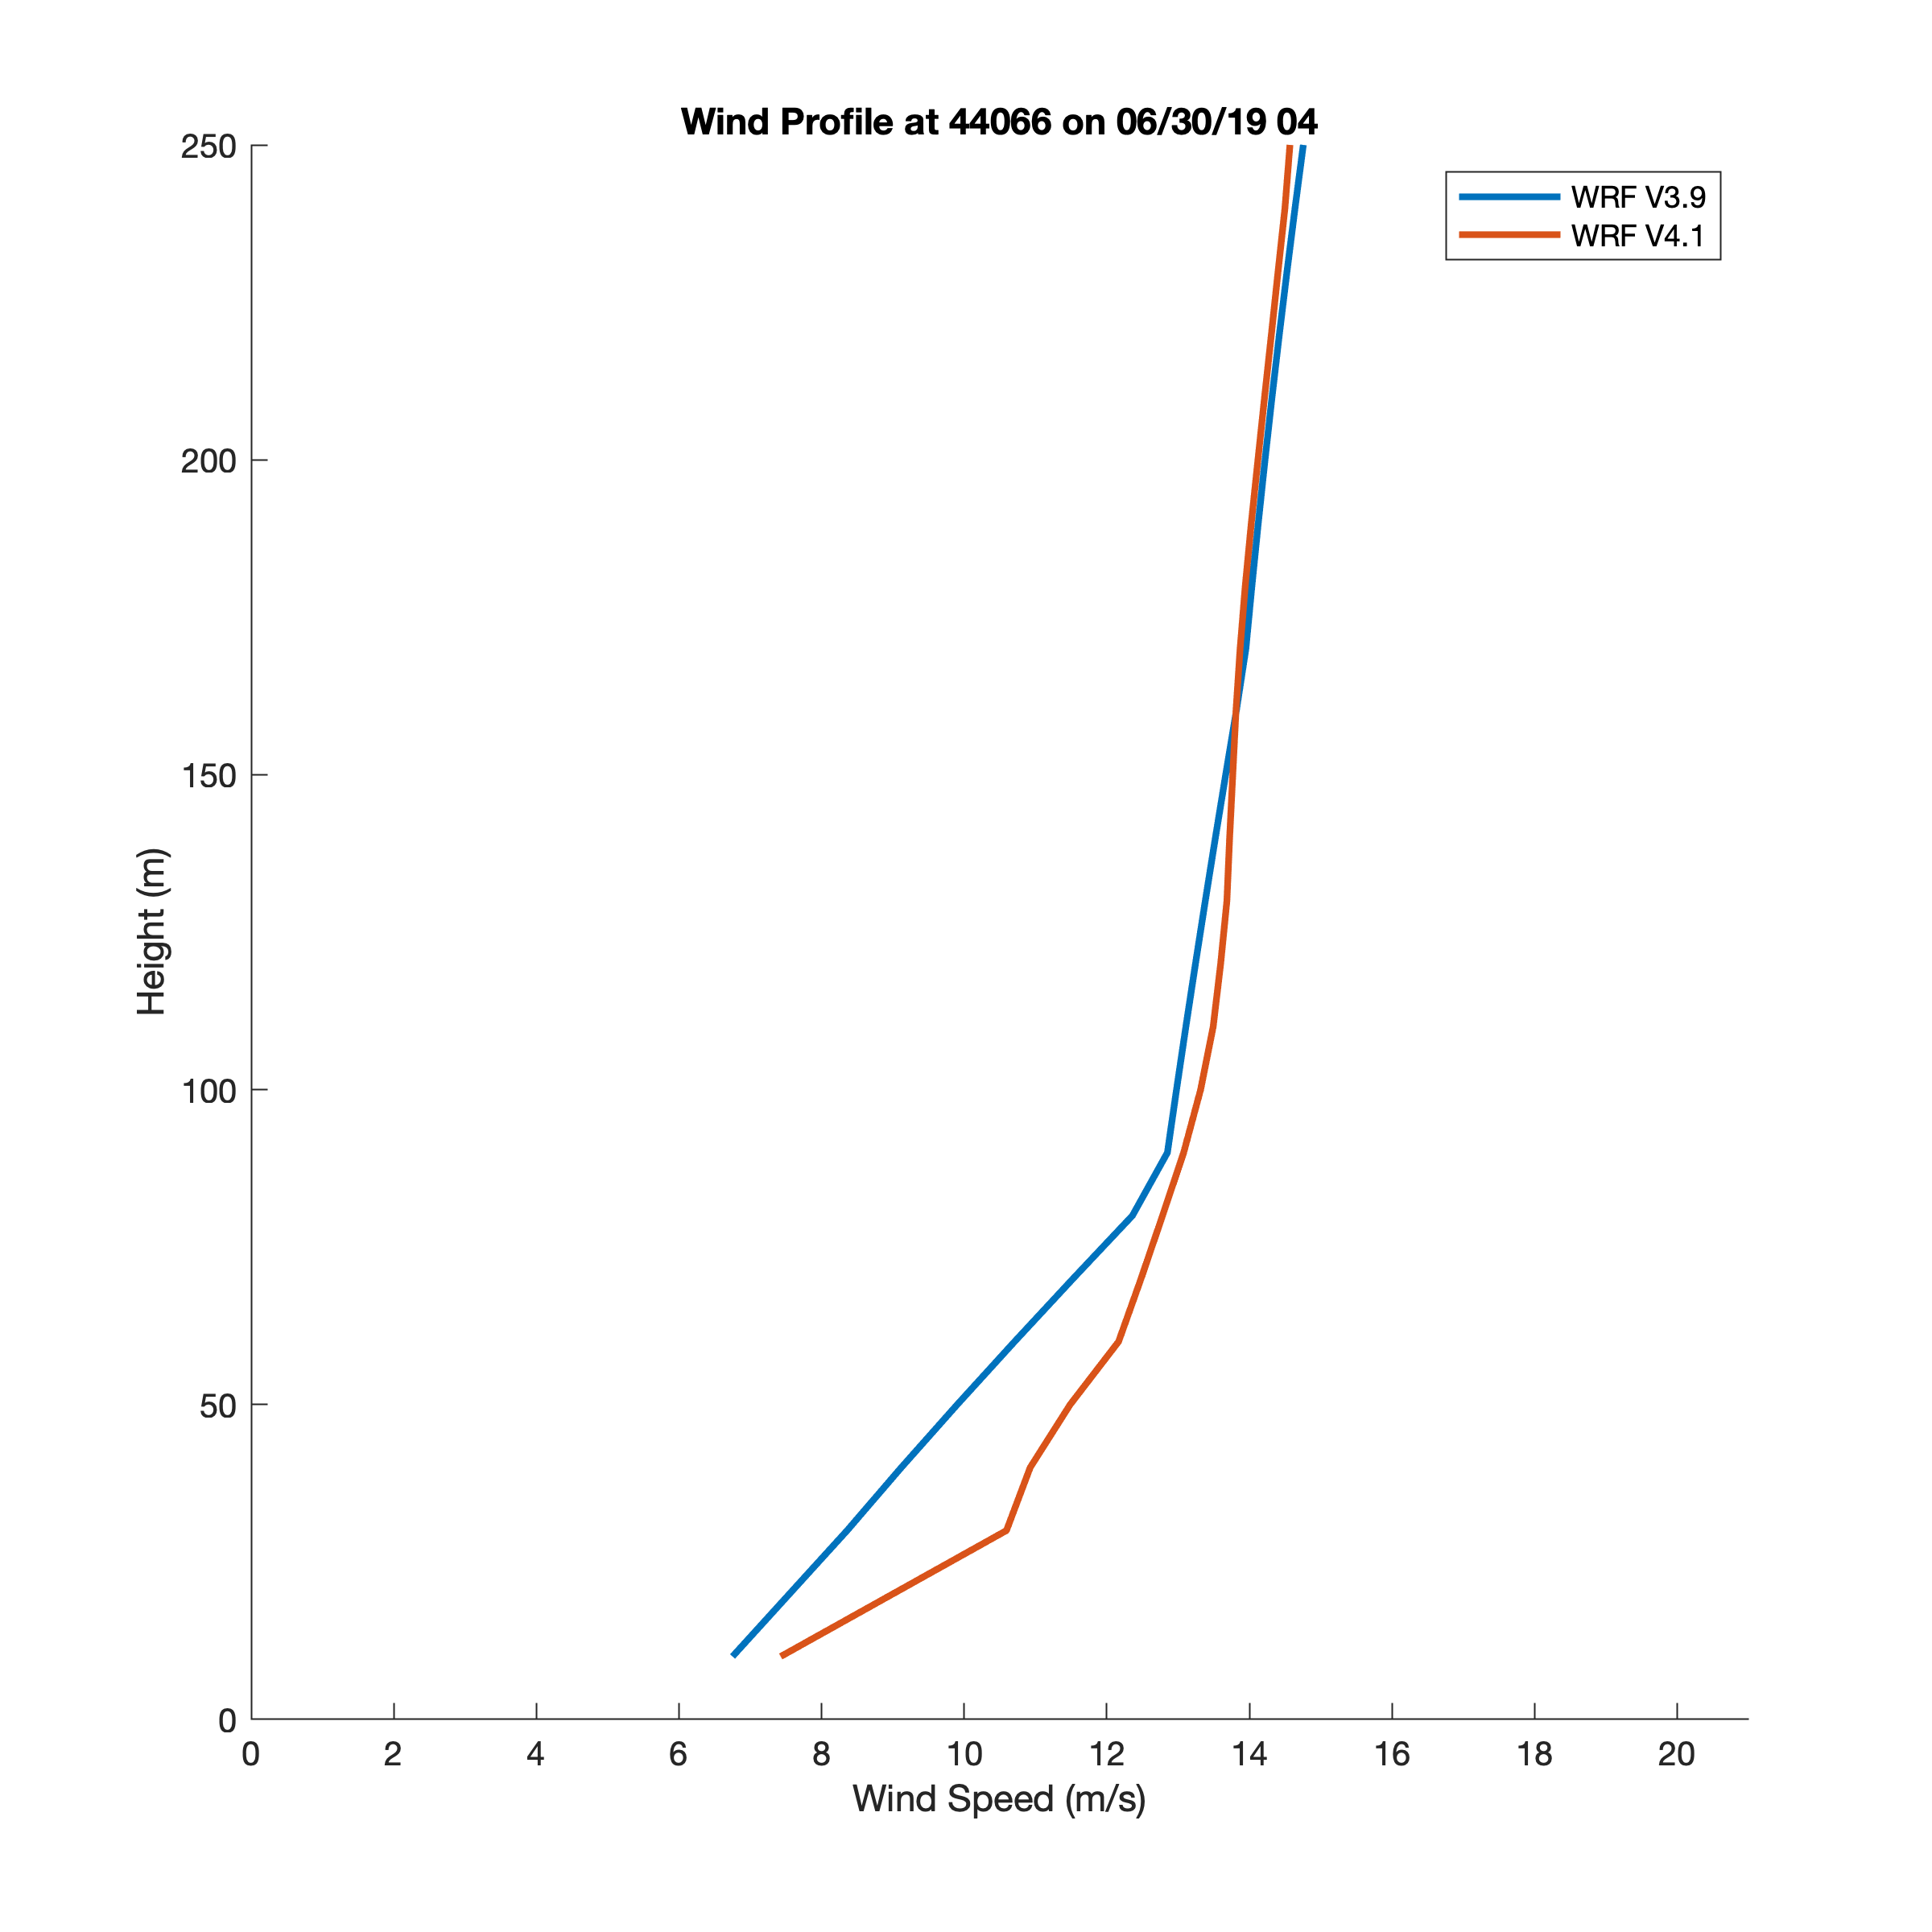 Wind Profile at 44066 on 06/30/19 04
WRF V3.9
WRF V4.1
250
200
150
100
50
0
Height (m)
0 2 4 6 8 10 12 14 16 18 20
Wind Speed (m/s)